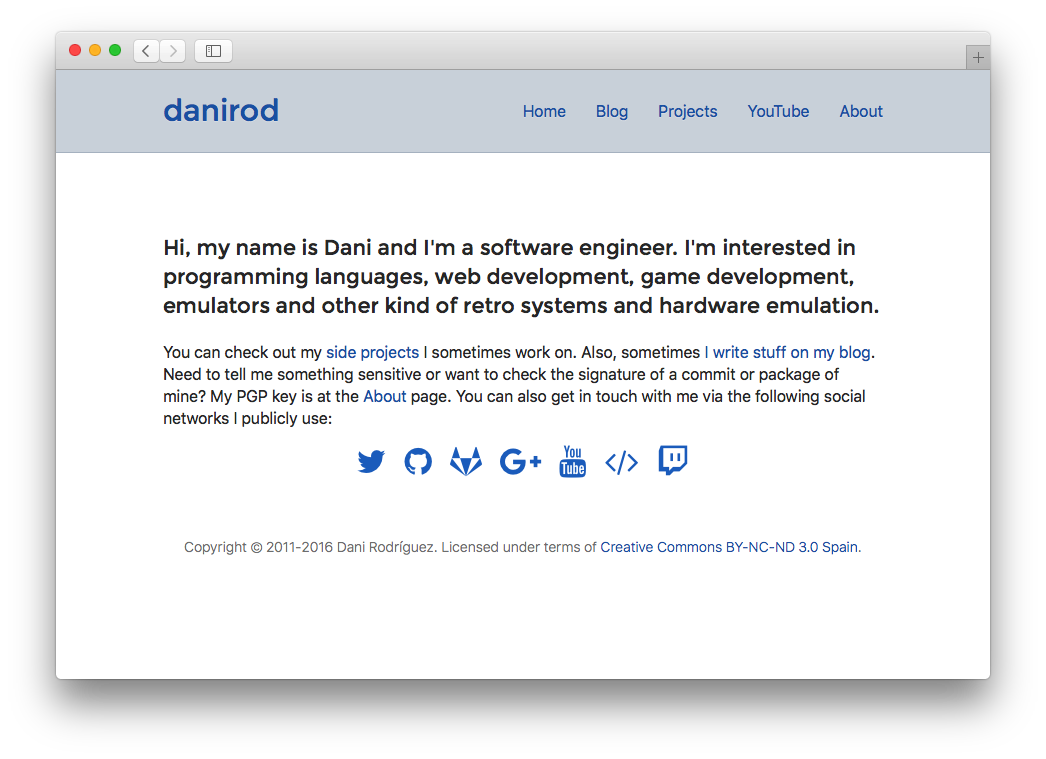 danirod
Home Blog Projects YouTube About
Hi, my name is Dani and I'm a software engineer. I'm interested in
programming languages, web development, game development,
emulators and other kind of retro systems and hardware emulation.
You can check out my side projects I sometimes work on. Also, sometimes I write stuff on my blog.
Need to tell me something sensitive or want to check the signature of a commit or package of
mine? My PGP key is at the About page. You can also get in touch with me via the following social
networks I publicly use:
G+ You Tube </>
Copyright © 2011-2016 Dani Rodríguez. Licensed under terms of Creative Commons BY-NC-ND 3.0 Spain.